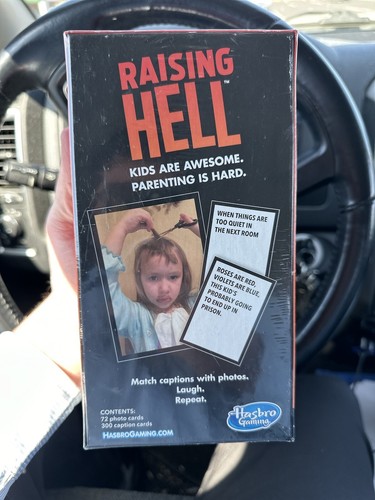 RAISING
HELL™
KIDS ARE AWESOME.
PARENTING IS HARD.
WHEN THINGS ARE
TOO QUIET IN
THE NEXT ROOM
ROSES ARE RED.
VIOLETS ARE BLUE.
THIS KID'S
PROBABLY GOING
TO END UP IN
PRISON.
Match captions with photos.
Laugh.
Repeat.
CONTENTS:
72 photo cards
300 caption cards
HASBROGAMING.COM
Hasbro
Gaming